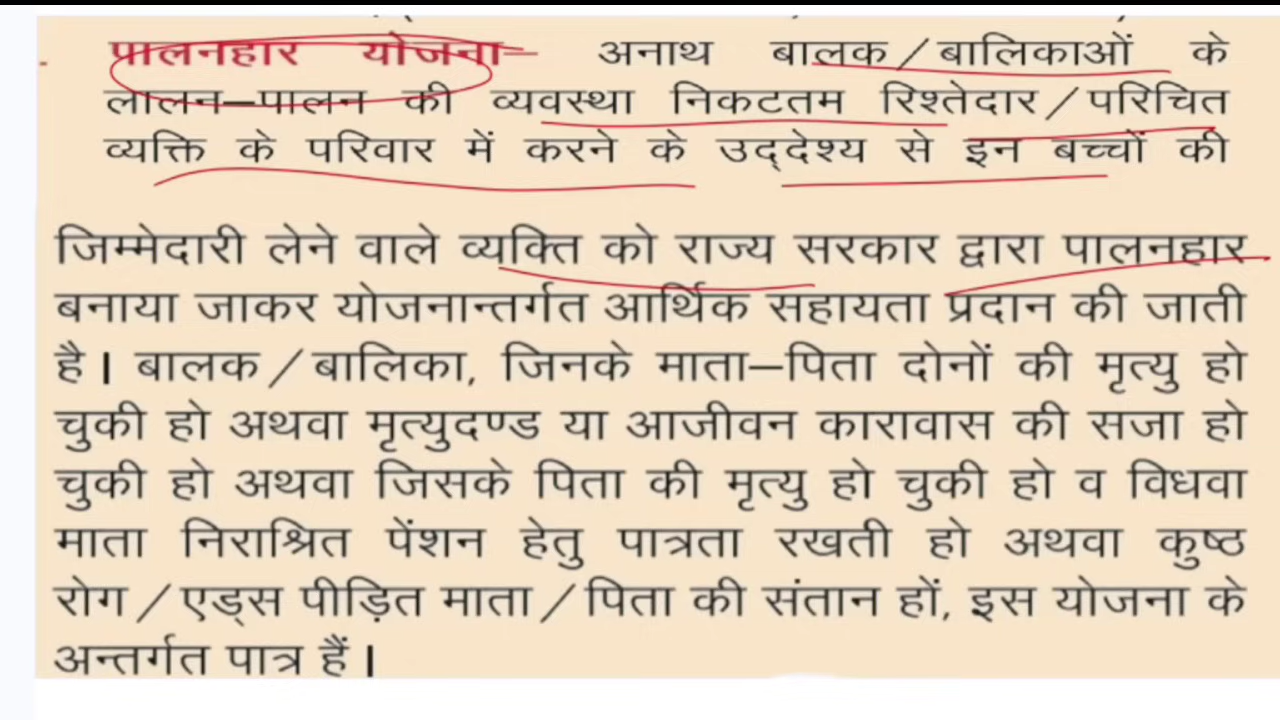 पालनहार योजना— अनाथ बालक/बालिकाओं के
लालन—पालन की व्यवस्था निकटतम रिश्तेदार/परिचित
व्यक्ति के परिवार में करने के उद्देश्य से इन बच्चों की
जिम्मेदारी लेने वाले व्यक्ति को राज्य सरकार द्वारा पालनहार
बनाया जाकर योजनान्तर्गत आर्थिक सहायता प्रदान की जाती
है। बालक/बालिका, जिनके माता—पिता दोनों की मृत्यु हो
चुकी हो अथवा मृत्युदण्ड या आजीवन कारावास की सजा हो
चुकी हो अथवा जिसके पिता की मृत्यु हो चुकी हो व विधवा
माता निराश्रित पेंशन हेतु पात्रता रखती हो अथवा कुष्ठ
रोग/एड्स पीड़ित माता/पिता की संतान हों, इस योजना के
अन्तर्गत पात्र हैं।